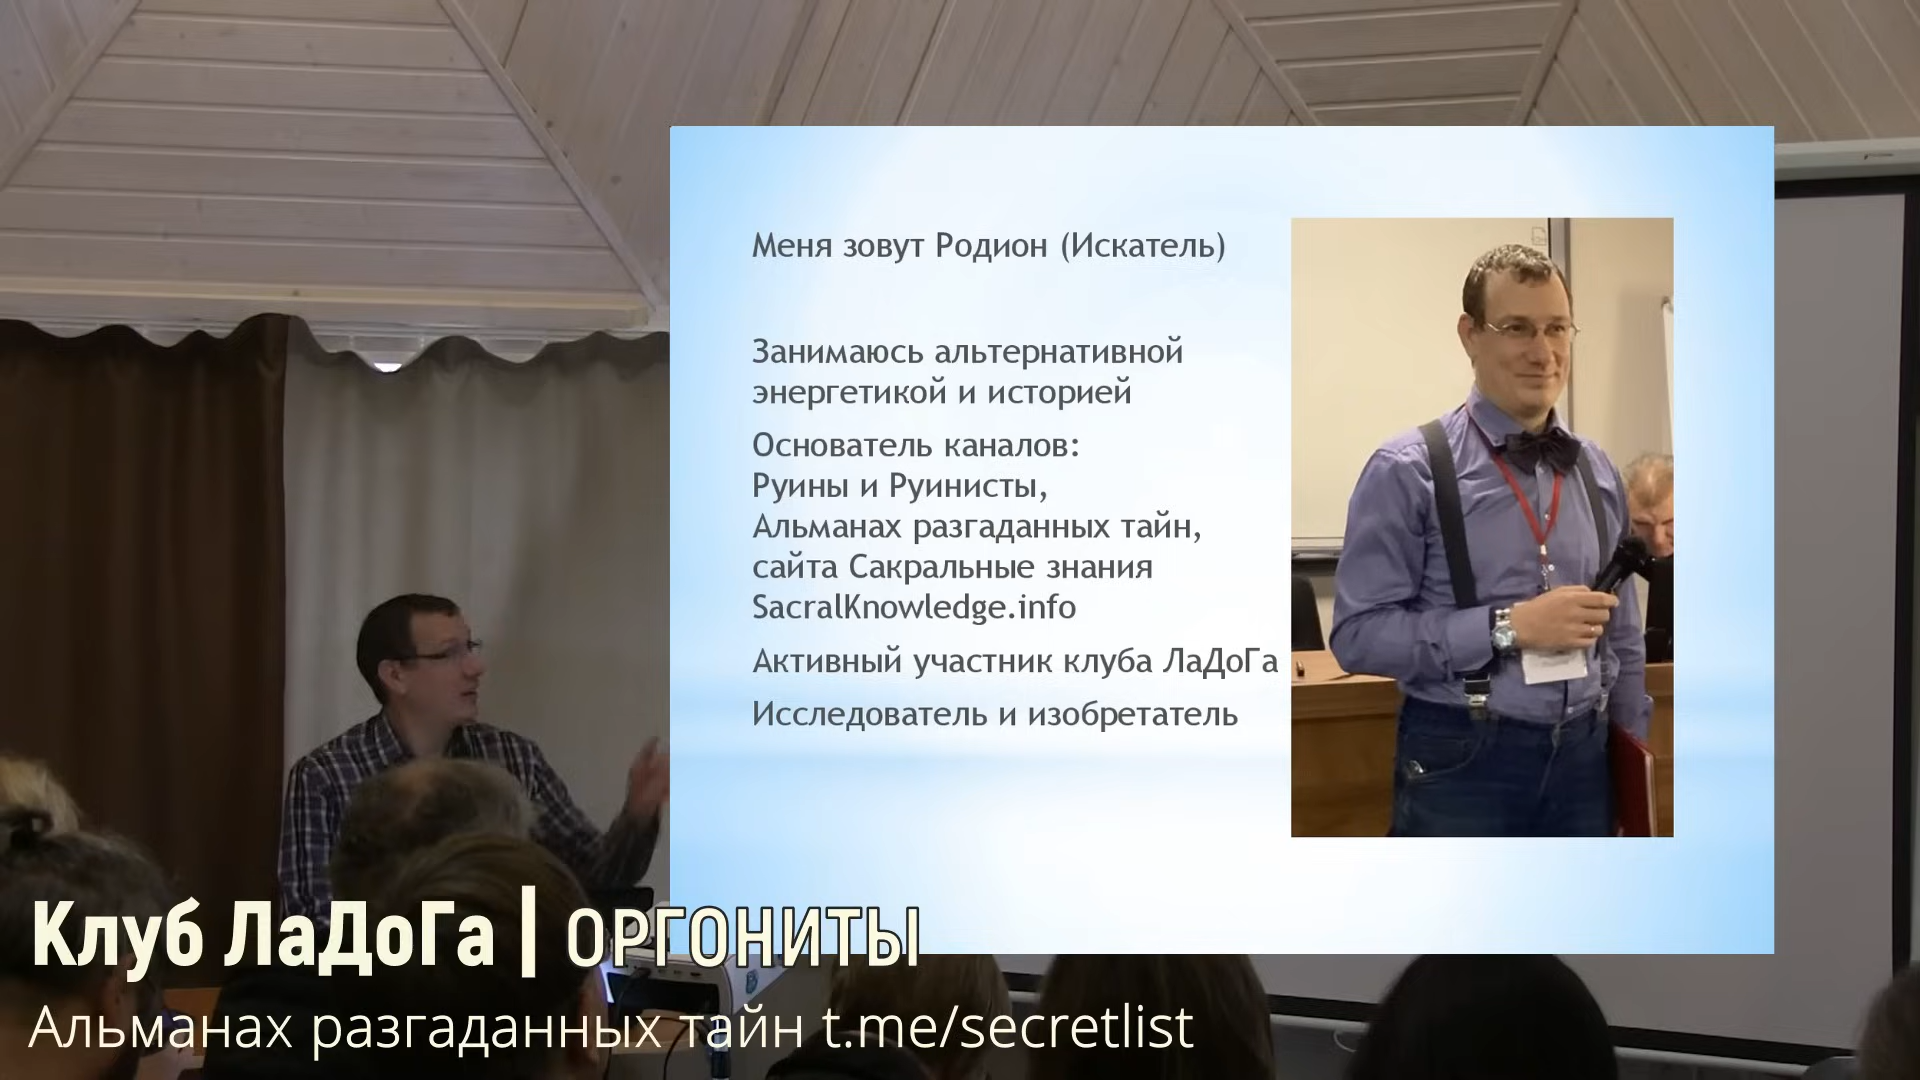 Меня зовут Родион (Искатель)
Занимаюсь альтернативной
энергетикой и историей
Основатель каналов:
Руины и Руинисты,
Альманах разгаданных тайн,
сайта Сакральные знания
SacralKnowledge.info
Активный участник клуба ЛаДоГа
Исследователь и изобретатель
Клуб ЛаДоГа | ОРГОНИТЫ
Альманах разгаданных тайн t.me/secretlist